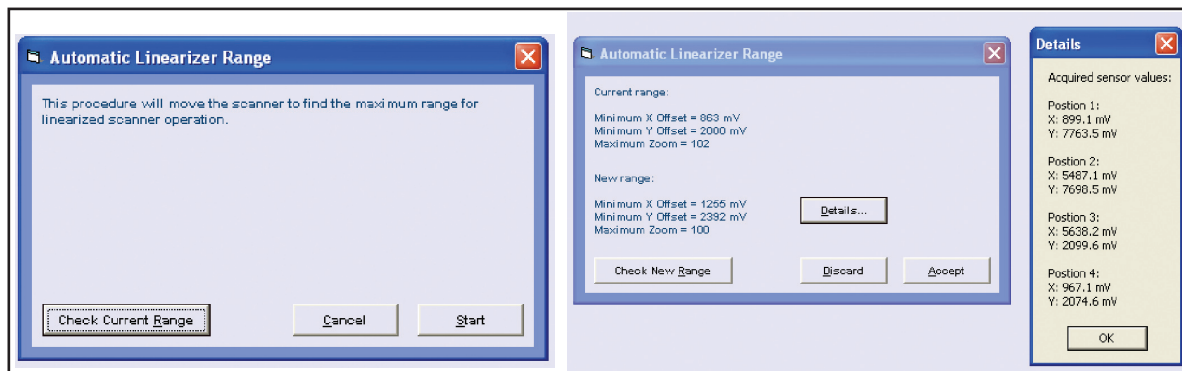 Automatic Linearizer Range
This procedure will move the scanner to find the maximum range for
linearized scanner operation.
Check Current Range
Cancel
Start
Automatic Linearizer Range
Current range:
Minimum X Offset = 863 mV
Minimum Y Offset = 2000 mV
Maximum Zoom = 102
New range:
Minimum X Offset = 1255 mV
Minimum Y Offset = 2392 mV
Maximum Zoom = 100
Details...
Check New Range
Discard
Accept
Details
Acquired sensor values:
Postion 1:
X: 899.1 mV
Y: 7763.5 mV
Postion 2:
X: 5487.1 mV
Y: 7698.5 mV
Postion 3:
X: 5638.2 mV
Y: 2099.6 mV
Postion 4:
X: 967.1 mV
Y: 2074.6 mV
OK